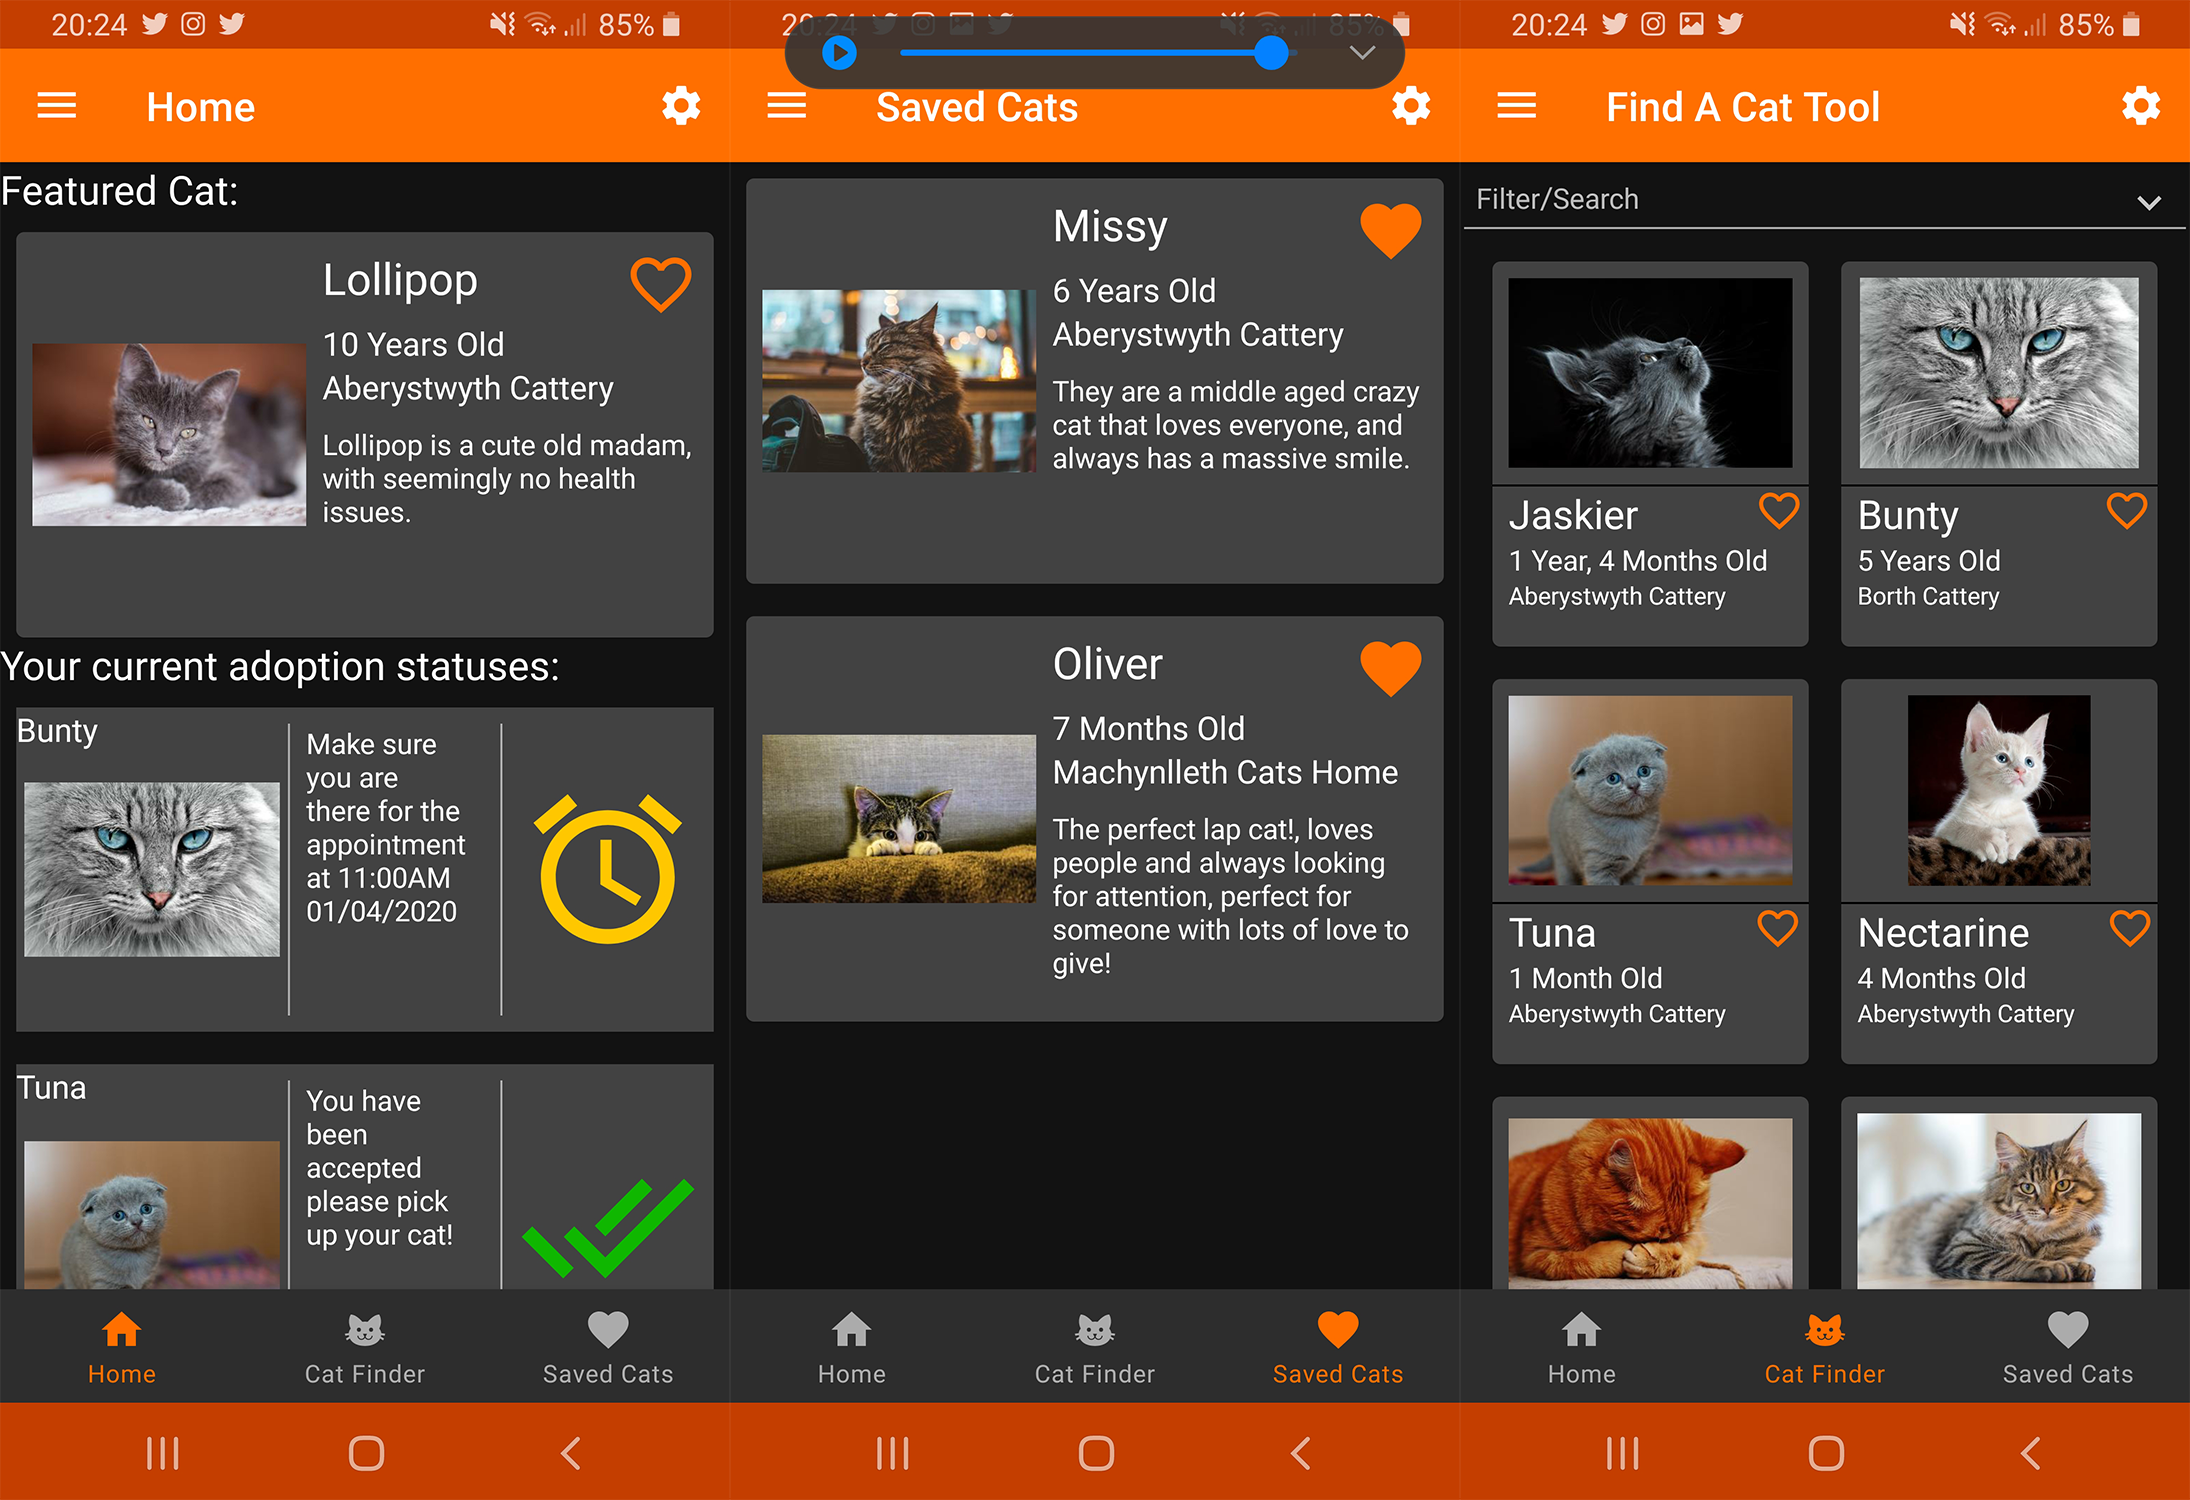 20:24
85%
Home
Featured Cat:
Lollipop
10 Years Old
Aberystwyth Cattery
Lollipop is a cute old madam,
with seemingly no health
issues.
Your current adoption statuses:
Bunty
Make sure
you are
there for the
appointment
at 11:00AM
01/04/2020
Tuna
You have
been
accepted
please pick
up your cat!
Home
Cat Finder
Saved Cats
20:24
85%
Saved Cats
Missy
6 Years Old
Aberystwyth Cattery
They are a middle aged crazy
cat that loves everyone, and
always has a massive smile.
Oliver
7 Months Old
Machynlleth Cats Home
The perfect lap cat!, loves
people and always looking
for attention, perfect for
someone with lots of love to
give!
Home
Cat Finder
Saved Cats
20:24
85%
Find A Cat Tool
Filter/Search
Jaskier
1 Year, 4 Months Old
Aberystwyth Cattery
Bunty
5 Years Old
Borth Cattery
Tuna
1 Month Old
Aberystwyth Cattery
Nectarine
4 Months Old
Aberystwyth Cattery
Home
Cat Finder
Saved Cats